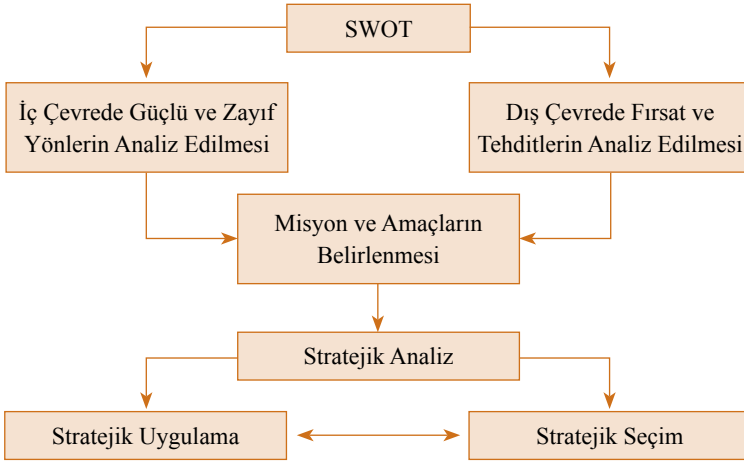 SWOT
İç Çevrede Güçlü ve Zayıf
Yönlerin Analiz Edilmesi
Dış Çevrede Fırsat ve
Tehditlerin Analiz Edilmesi
Misyon ve Amaçların
Belirlenmesi
Stratejik Analiz
Stratejik Uygulama
Stratejik Seçim